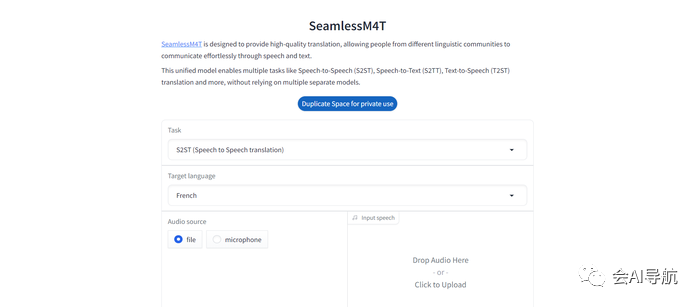 SeamlessM4T
SeamlessM4T is designed to provide high-quality translation, allowing people from different linguistic communities to
communicate effortlessly through speech and text.
This unified model enables multiple tasks like Speech-to-Speech (S2ST), Speech-to-Text (S2TT), Text-to-Speech (T2ST)
translation and more, without relying on multiple separate models.
Duplicate Space for private use
Task
S2ST (Speech to Speech translation)
Target language
French
Audio source
file
microphone
Input speech
Drop Audio Here
- or -
Click to Upload
会AI导航